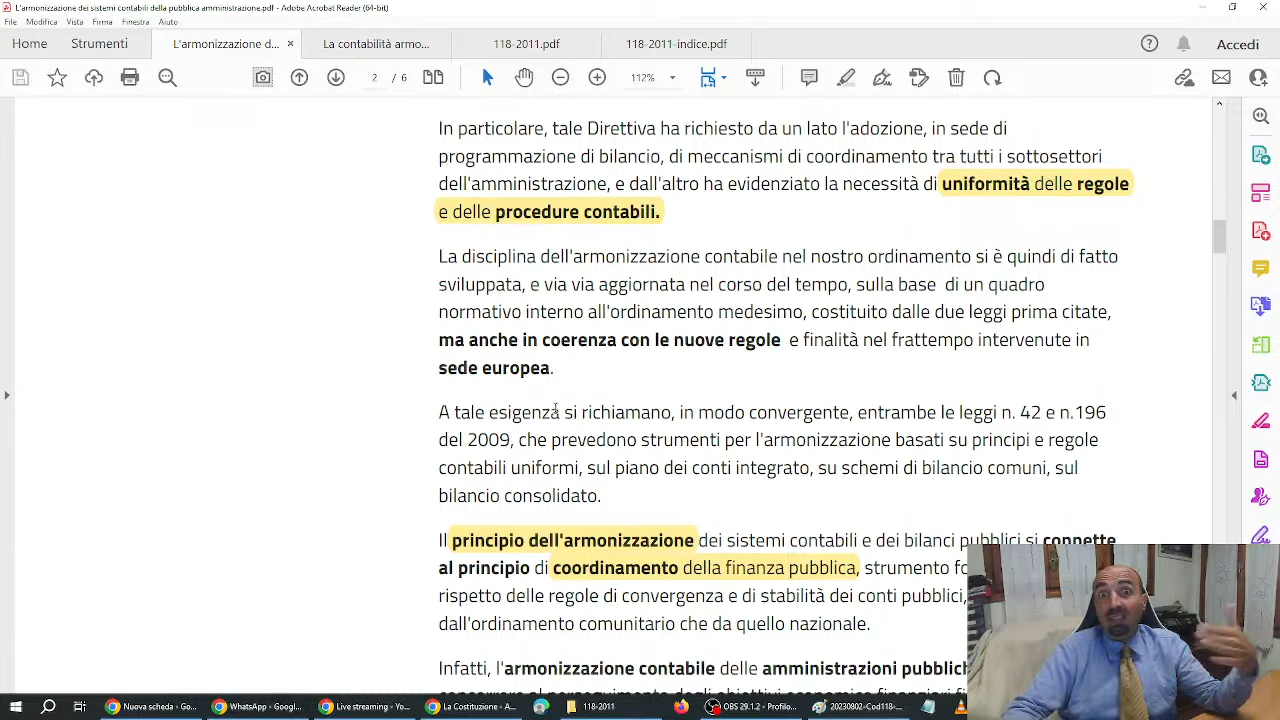 L'armonizzazione dei sistemi contabili della pubblica amministrazione.pdf - Adobe Acrobat Reader (64-bit)
File Modifica Vista Firma Finestra Aiuto
Home Strumenti L'armonizzazione d... × La contabilità armo... 118-2011.pdf 118-2011-indice.pdf Accedi
2 / 6 112%
In particolare, tale Direttiva ha richiesto da un lato l'adozione, in sede di
programmazione di bilancio, di meccanismi di coordinamento tra tutti i sottosettori
dell'amministrazione, e dall'altro ha evidenziato la necessità di uniformità delle regole
e delle procedure contabili.
La disciplina dell'armonizzazione contabile nel nostro ordinamento si è quindi di fatto
sviluppata, e via via aggiornata nel corso del tempo, sulla base di un quadro
normativo interno all'ordinamento medesimo, costituito dalle due leggi prima citate,
ma anche in coerenza con le nuove regole e finalità nel frattempo intervenute in
sede europea.
A tale esigenza si richiamano, in modo convergente, entrambe le leggi n. 42 e n.196
del 2009, che prevedono strumenti per l'armonizzazione basati su principi e regole
contabili uniformi, sul piano dei conti integrato, su schemi di bilancio comuni, sul
bilancio consolidato.
Il principio dell'armonizzazione dei sistemi contabili e dei bilanci pubblici si connette
al principio di coordinamento della finanza pubblica, strumento
rispetto delle regole di convergenza e di stabilità dei conti pubblici,
dall'ordinamento comunitario che da quello nazionale.
Infatti, l'armonizzazione contabile delle amministrazioni
Nuova scheda - Go... WhatsApp - Googl... Live streaming - Yo... La Costituzione - A... 118-2011 OBS 29.1.2 - Profilo... 20230802-Cod118-...